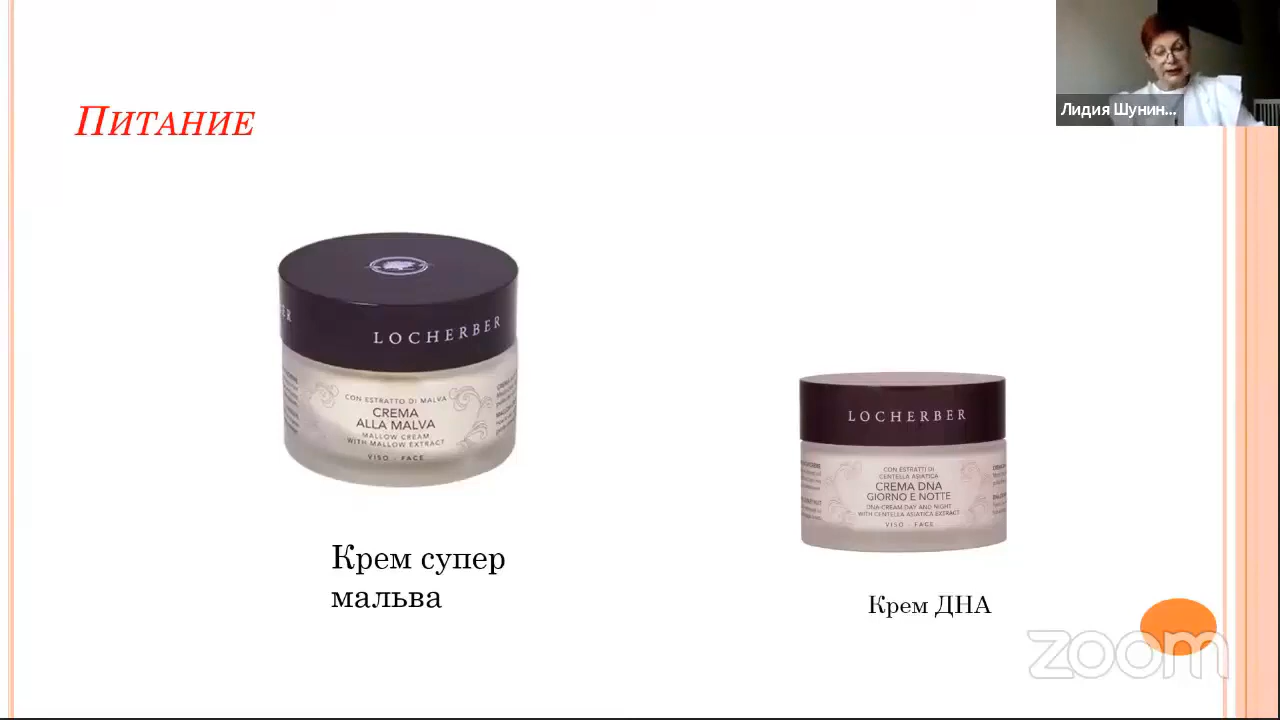 Питание
Лидия Шунин...
LOCHERBER
CON ESTRATTO DI MALVA
CREMA
ALLA MALVA
MALLOW CREAM
WITH MALLOW EXTRACT
VISO - FACE
LOCHERBER
CON ESTRATTI DI
CENTELLA ASIATICA
CREMA DNA
GIORNO E NOTTE
DNA CREAM DAY AND NIGHT
WITH CENTELLA ASIATICA EXTRACT
VISO - FACE
Крем супер
мальва
Крем ДНА
zoom